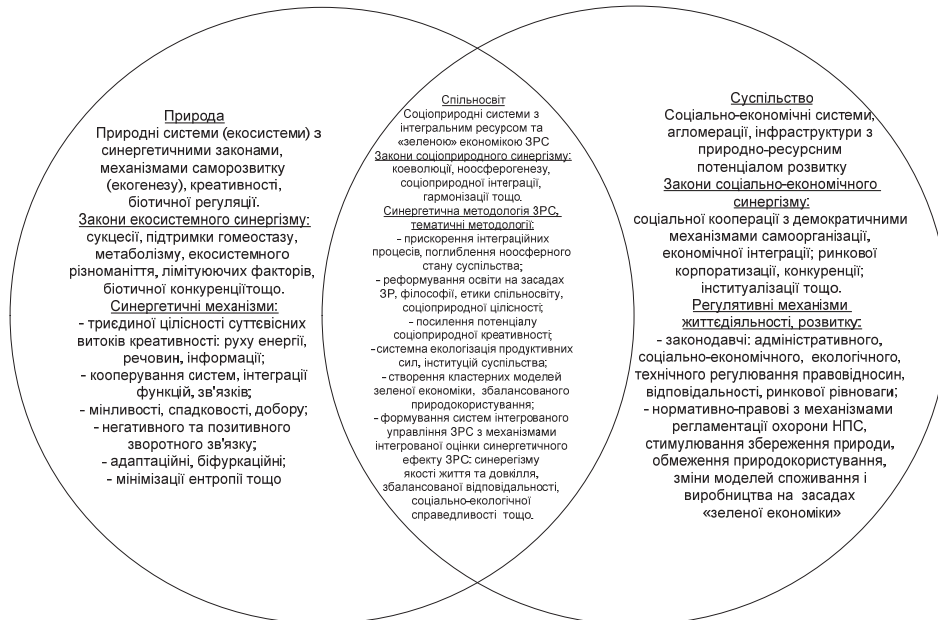 Природа
Природні системи (екосистеми) з
синергетичними законами,
механізмами саморозвитку
(екогенезу), креативності,
біотичної регуляції.
Закони екосистемного синергізму:
сукцесії, підтримки гомеостазу,
метаболізму, екосистемного
різноманіття, лімітуюючих факторів,
біотичної конкуренціїтощо.
Синергетичні механізми:
- триєдиної цілісності суттєвісних
витоків креативності: руху енергії,
речовин, інформації;
- кооперування систем, інтеграції
функцій, зв'язків;
- мінливості, спадковості, добору;
- негативного та позитивного
зворотного зв'язку;
- адаптаційні, біфуркаційні;
- мінімізації ентропії тощо
Спільносвіт
Соціоприродні системи з
інтегральним ресурсом та
«зеленою» економікою ЗРС
Закони соціоприродного синергізму:
коеволюції, ноосферогенезу,
соціоприродної інтеграції,
гармонізації тощо.
Синергетична методологія ЗРС,
тематичні методології:
- прискорення інтеграційних
процесів, поглиблення ноосферного
стану суспільства;
- реформування освіти на засадах
ЗР, філософії, етики спільносвіту,
соціоприродної цілісності;
- посилення потенціалу
соціоприродної креативності;
-системна екологізація продуктивних
сил, інституцій суспільства;
- створення кластерних моделей
зеленої економіки, збалансованого
природокористування;
- формування систем інтегрованого
управління ЗРС з механізмами
інтегрованої оцінки синергетичного
ефекту ЗРС: синерегізму
якості життя та довкілля,
збалансованої відповідальності,
соціально-екологічної
справедливості тощо.
Суспільство
Соціально-економічні системи,
агломерації, інфраструктури з
природно-ресурсним
потенціалом розвитку
Закони соціально-економічного
синергізму:
соціальної кооперації з демократичними
механізмами самоорганізації,
економічної інтеграції; ринкової
корпоратизації, конкуренції;
інституалізації тощо.
Регулятивні механізми
життєдіяльності, розвитку:
- законодавчі: адміністративного,
соціально-економічного, екологічного,
технічного регулювання правовідносин,
відповідальності, ринкової рівноваги;
- нормативно-правові з механізмами
регламентації охорони НПС,
стимулювання збереження природи,
обмеження природокористування,
зміни моделей споживання і
виробництва на засадах
«зеленої економіки»